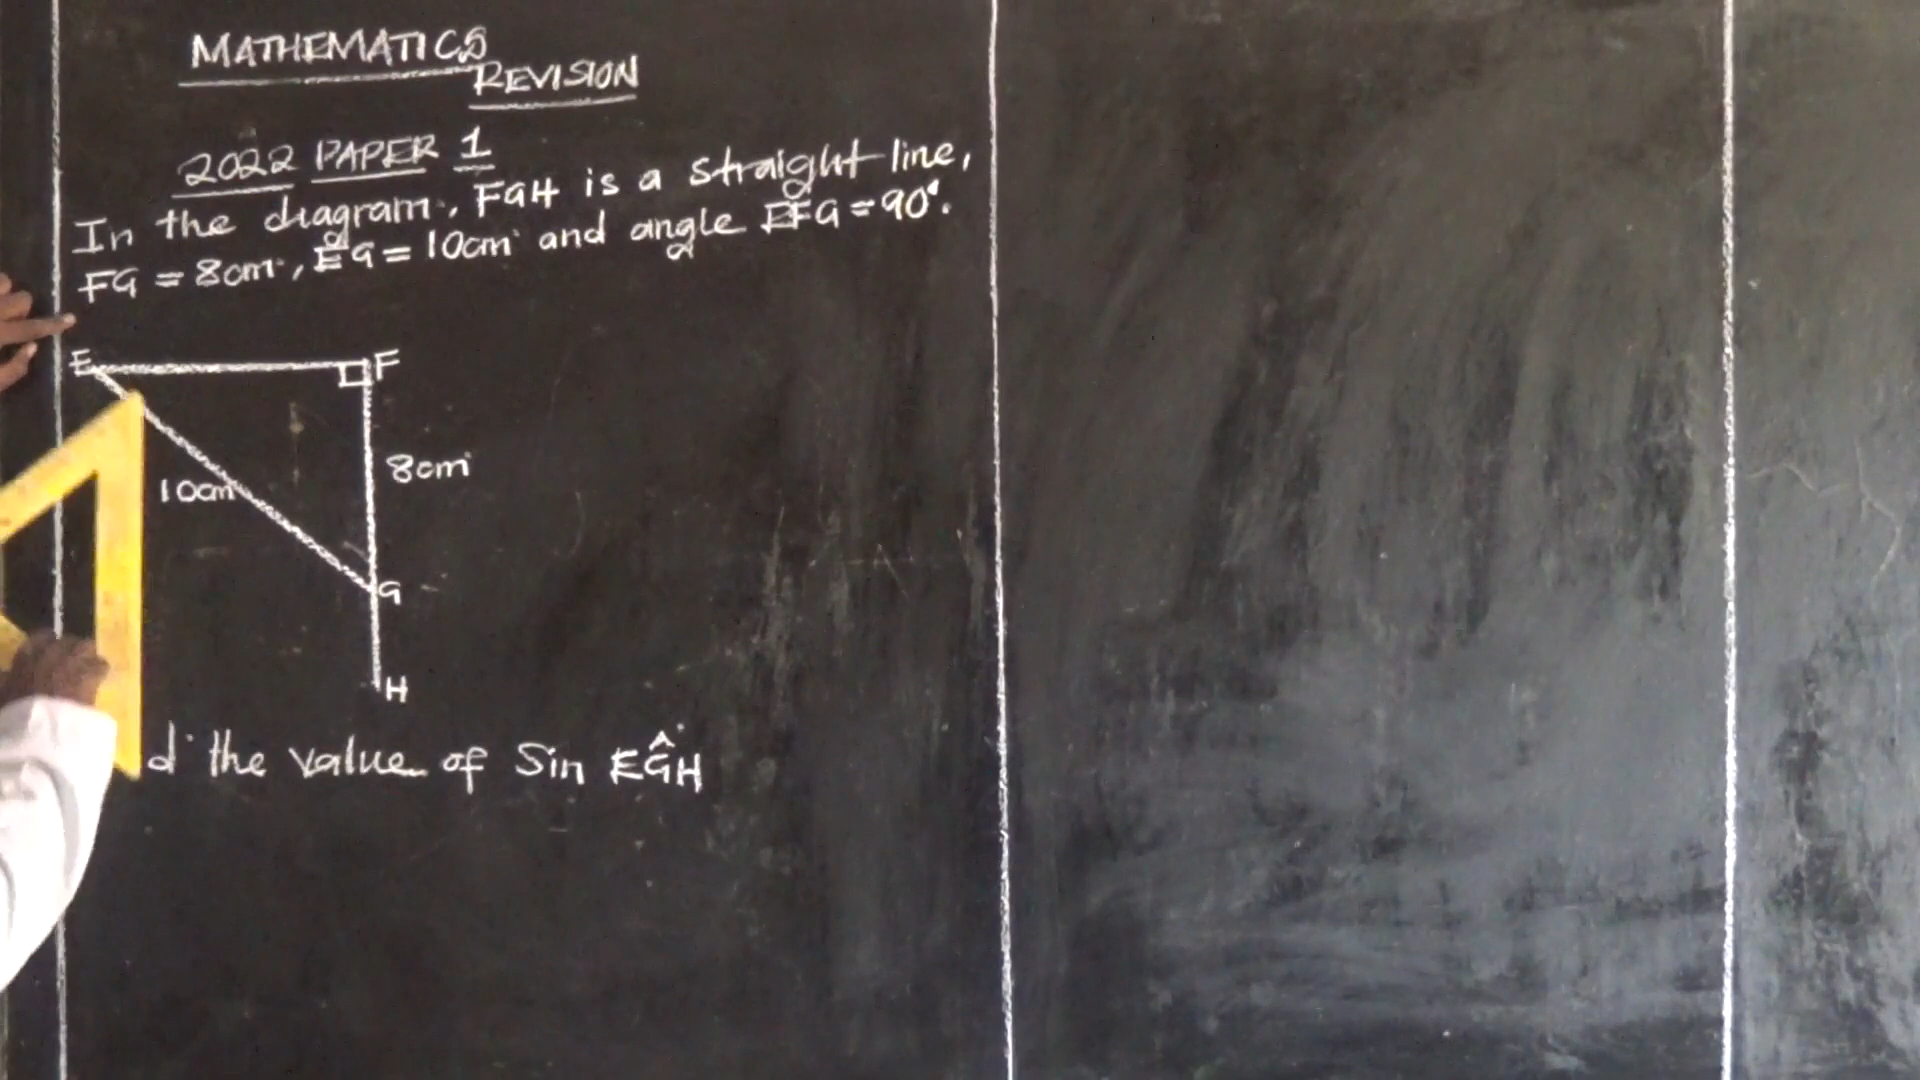 MATHEMATICS
REVISION
2022 PAPER 1
In the diagram, FGH is a straight line,
FG = 8cm, EG = 10cm and angle EFG = 90°.
E
F
8cm
10cm
G
H
d the value of Sin EĜH